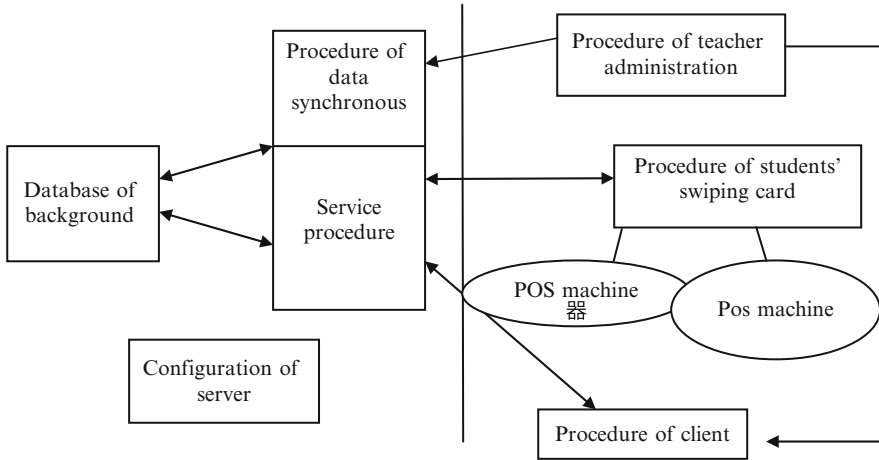 Procedure of
data
synchronous
Procedure of teacher
administration
Database of
background
Service
procedure
Procedure of students’
swiping card
POS machine
器
Pos machine
Configuration of
server
Procedure of client